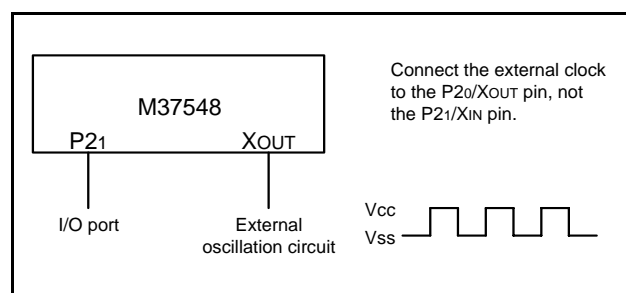 M37548
P21
XOUT
I/O port
External
oscillation circuit
Connect the external clock
to the P20/XOUT pin, not
the P21/XIN pin.
Vcc
Vss